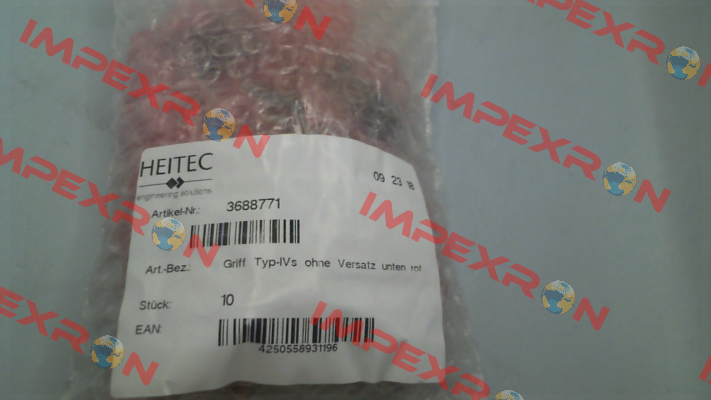 HEITEC
engineering solutions
09 23 18
Artikel-Nr.: 3688771
Art.-Bez.: Griff Typ-IVs ohne Versatz unten rot
Stück: 10
EAN:
4250558931196
IMPEXRON
IMPEXRON
IMPEXRON
IMPEXRON
IMPEXRON
IMPEXRON
IMPEXRON